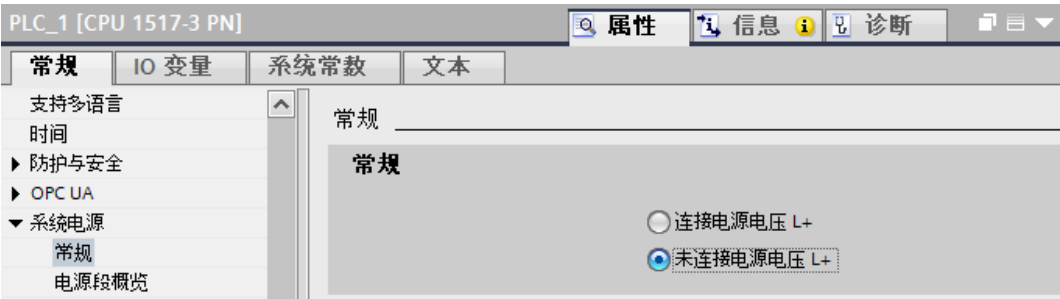 PLC_1 [CPU 1517-3 PN]
属性 信息 诊断
常规 IO 变量 系统常数 文本
支持多语言
时间
防护与安全
OPC UA
系统电源
常规
电源段概览
常规
常规
连接电源电压 L+
未连接电源电压 L+